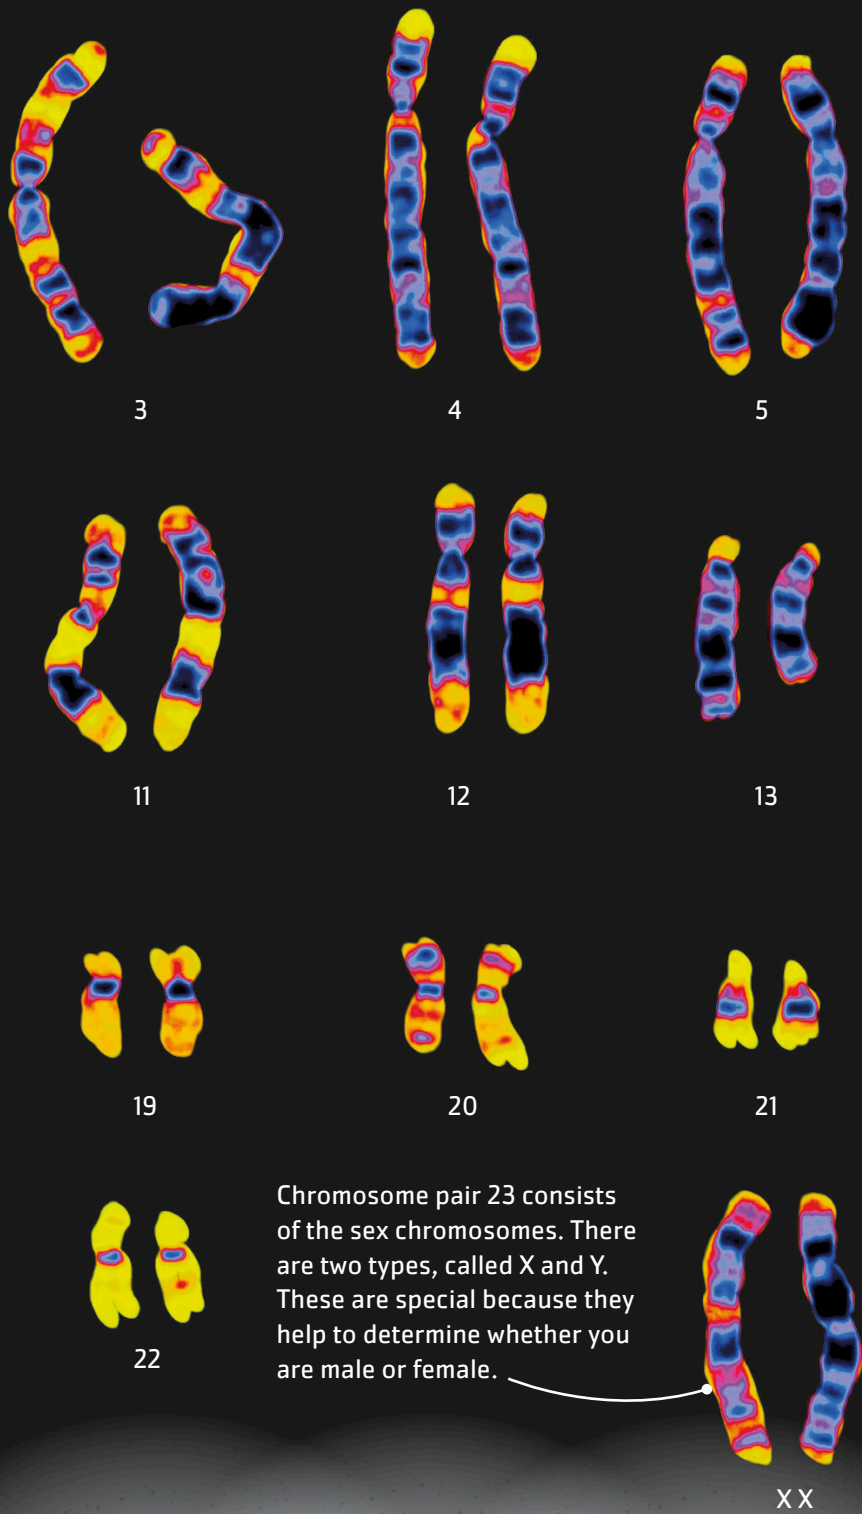 3
4
5
11
12
13
19
20
21
22
Chromosome pair 23 consists
of the sex chromosomes. There
are two types, called X and Y.
These are special because they
help to determine whether you
are male or female.
X X